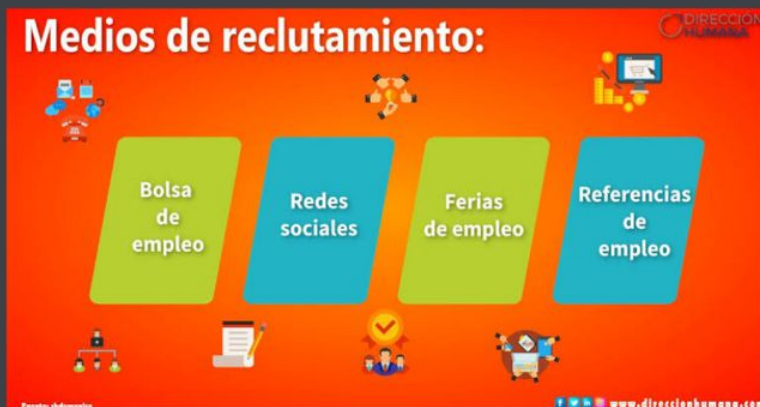 Medios de reclutamiento:
DIRECCIÓN
HUMANA
Bolsa
de
empleo
Redes
sociales
Ferias
de empleo
Referencias
de
empleo
www.direccionhumana.com